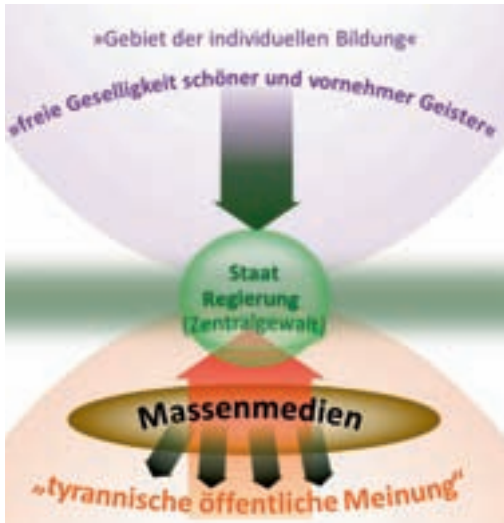 »Gebiet der individuellen Bildung«
»freie Geselligkeit schöner und vornehmer Geister«
Staat
Regierung
(Zentralgewalt)
Massenmedien
„tyrannische öffentliche Meinung“